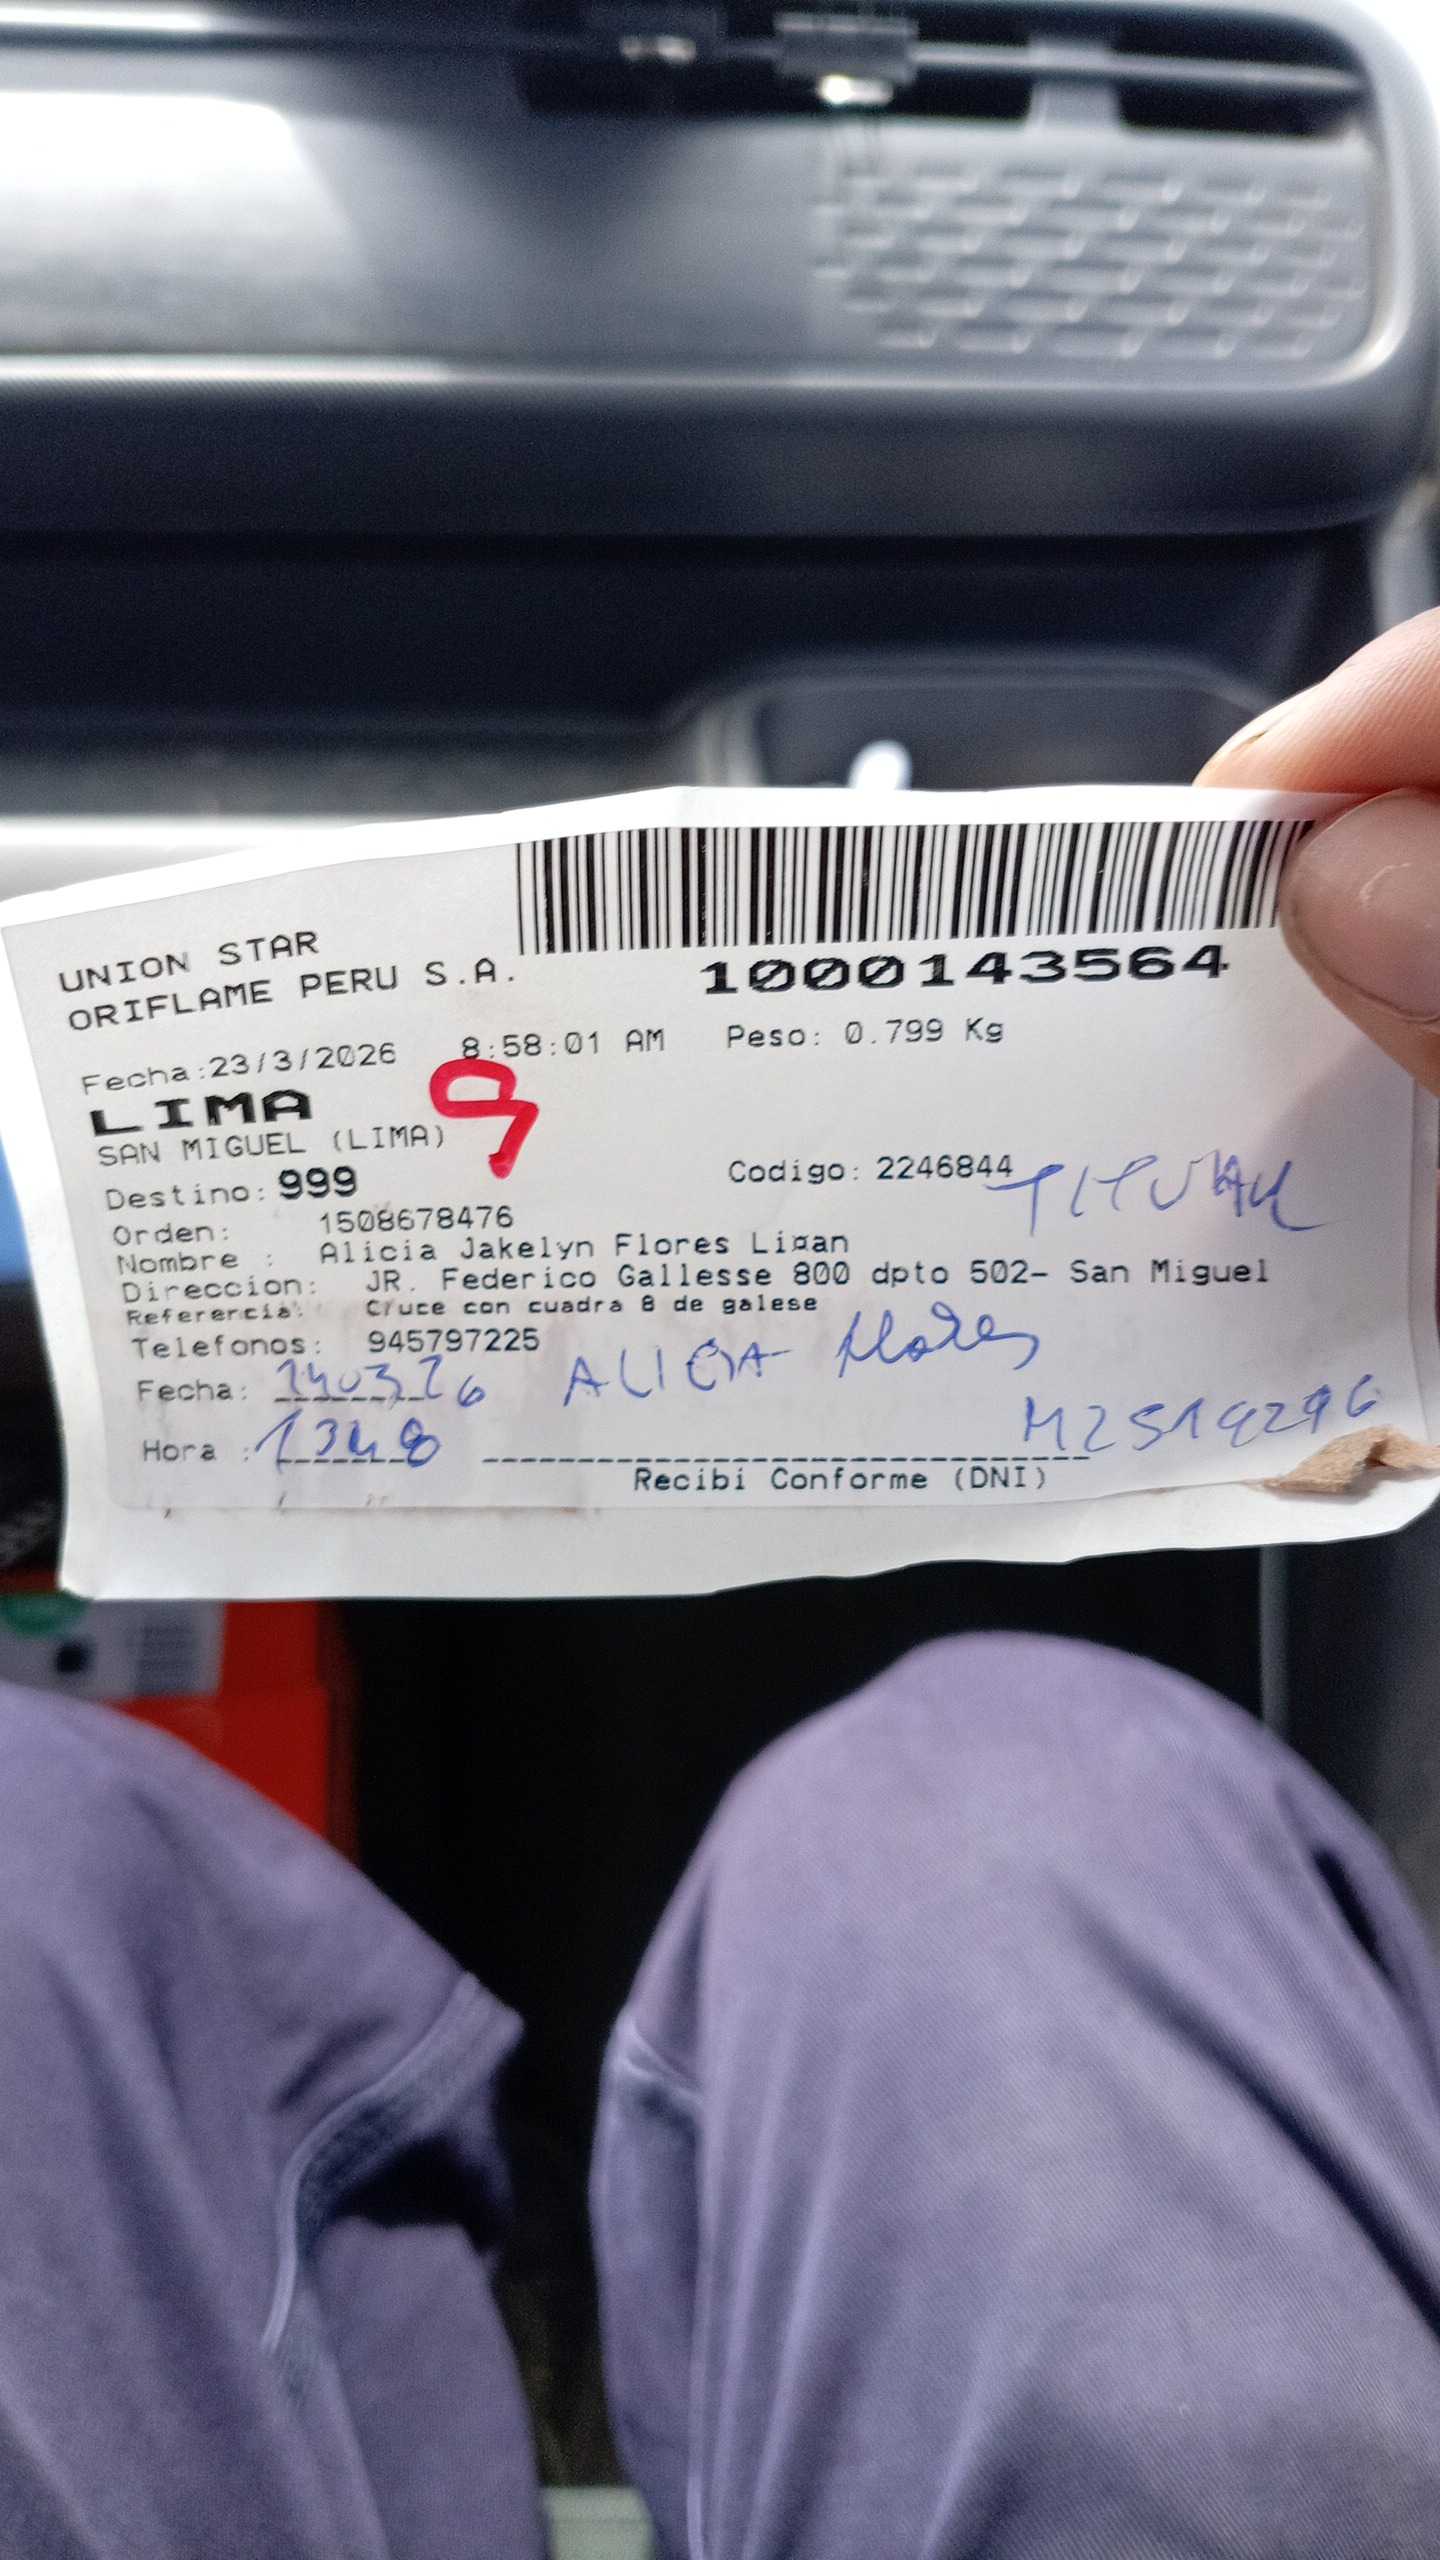 UNION STAR
ORIFLAME PERU S.A.
1000143564
Fecha:23/3/2026 8:58:01 AM Peso: 0.799 Kg
LIMA 9
SAN MIGUEL (LIMA)
Destino: 999 Codigo: 2246844 TITULAR
Orden: 1508678476
Nombre : Alicia Jakelyn Flores
Direccion: JR. Federico Gallesse 800 dpto 502- San Miguel
Referencia: Cruce con cuadra 8 de galese
Telefonos: 945797225
Fecha: 240326 ALICIA Flores
Hora : 1348
Recibi Conforme (DNI)